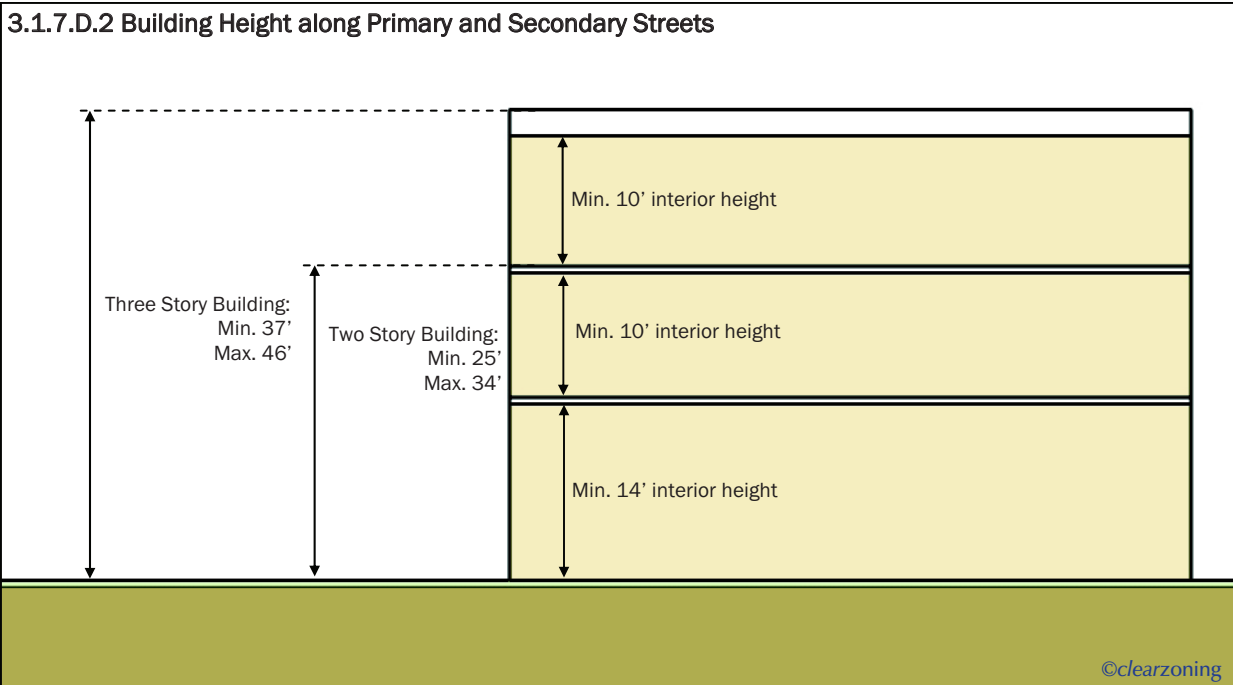 3.1.7.D.2 Building Height along Primary and Secondary Streets
Min. 10’ interior height
Three Story Building:
Min. 37’
Max. 46’
Two Story Building:
Min. 25’
Max. 34’
Min. 10’ interior height
Min. 14’ interior height
©clearzoning